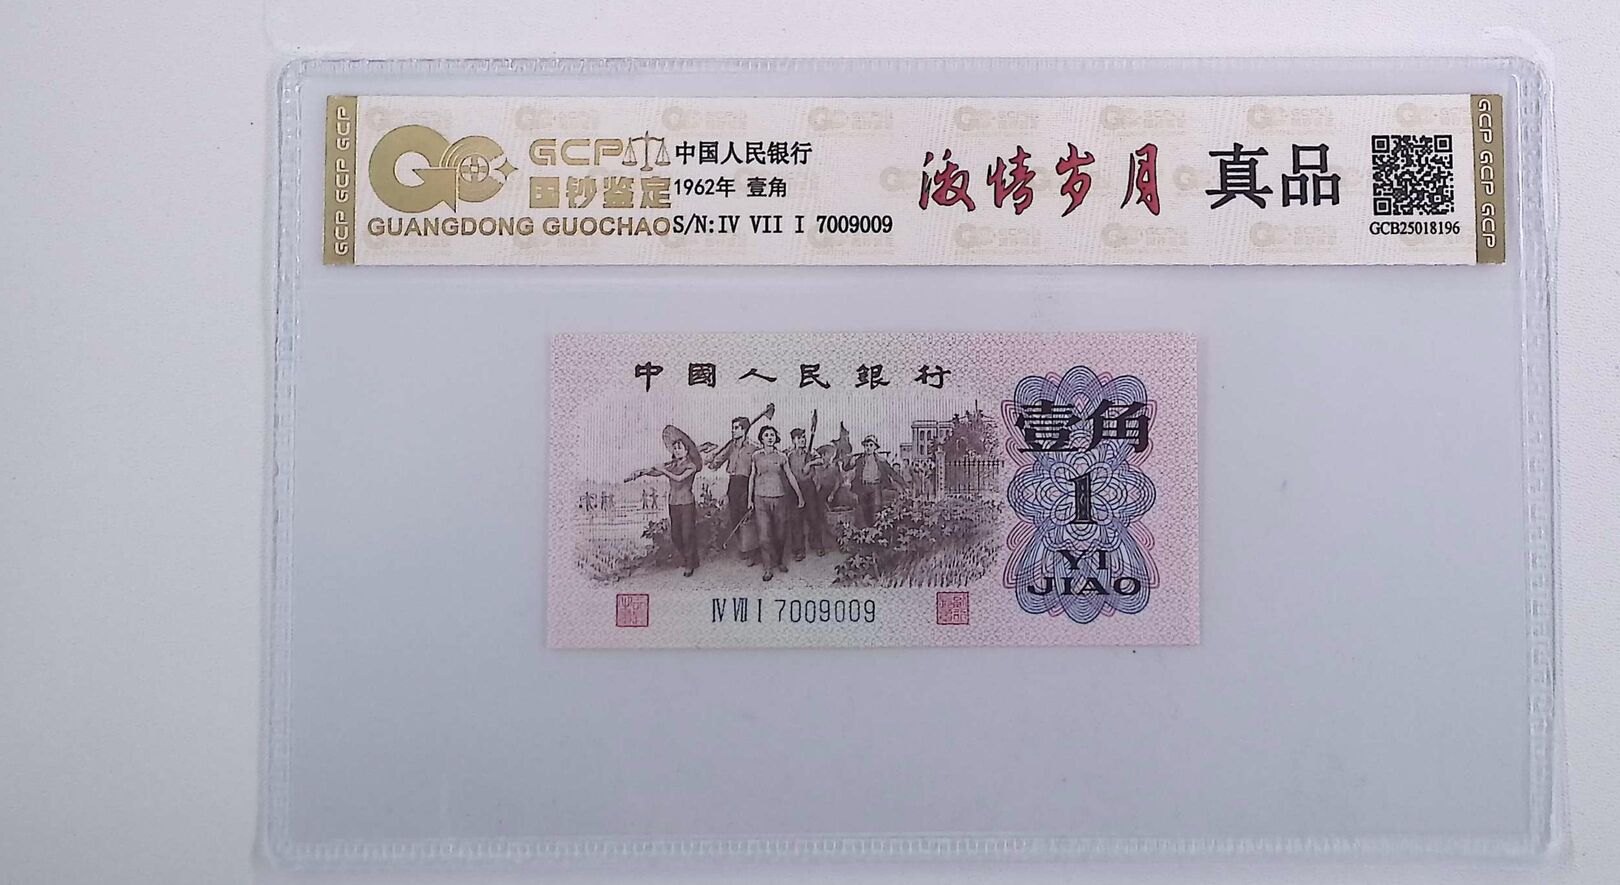 GCP GCP GCP
GCP 中国人民银行
国钞鉴定 1962年 壹角
GUANGDONG GUOCHAO S/N:IV VII I 7009009
激情岁月 真品
GCB25018196
GCP GCP GCP
中國人民銀行
壹角
1
YI
JIAO
IV VII I 7009009